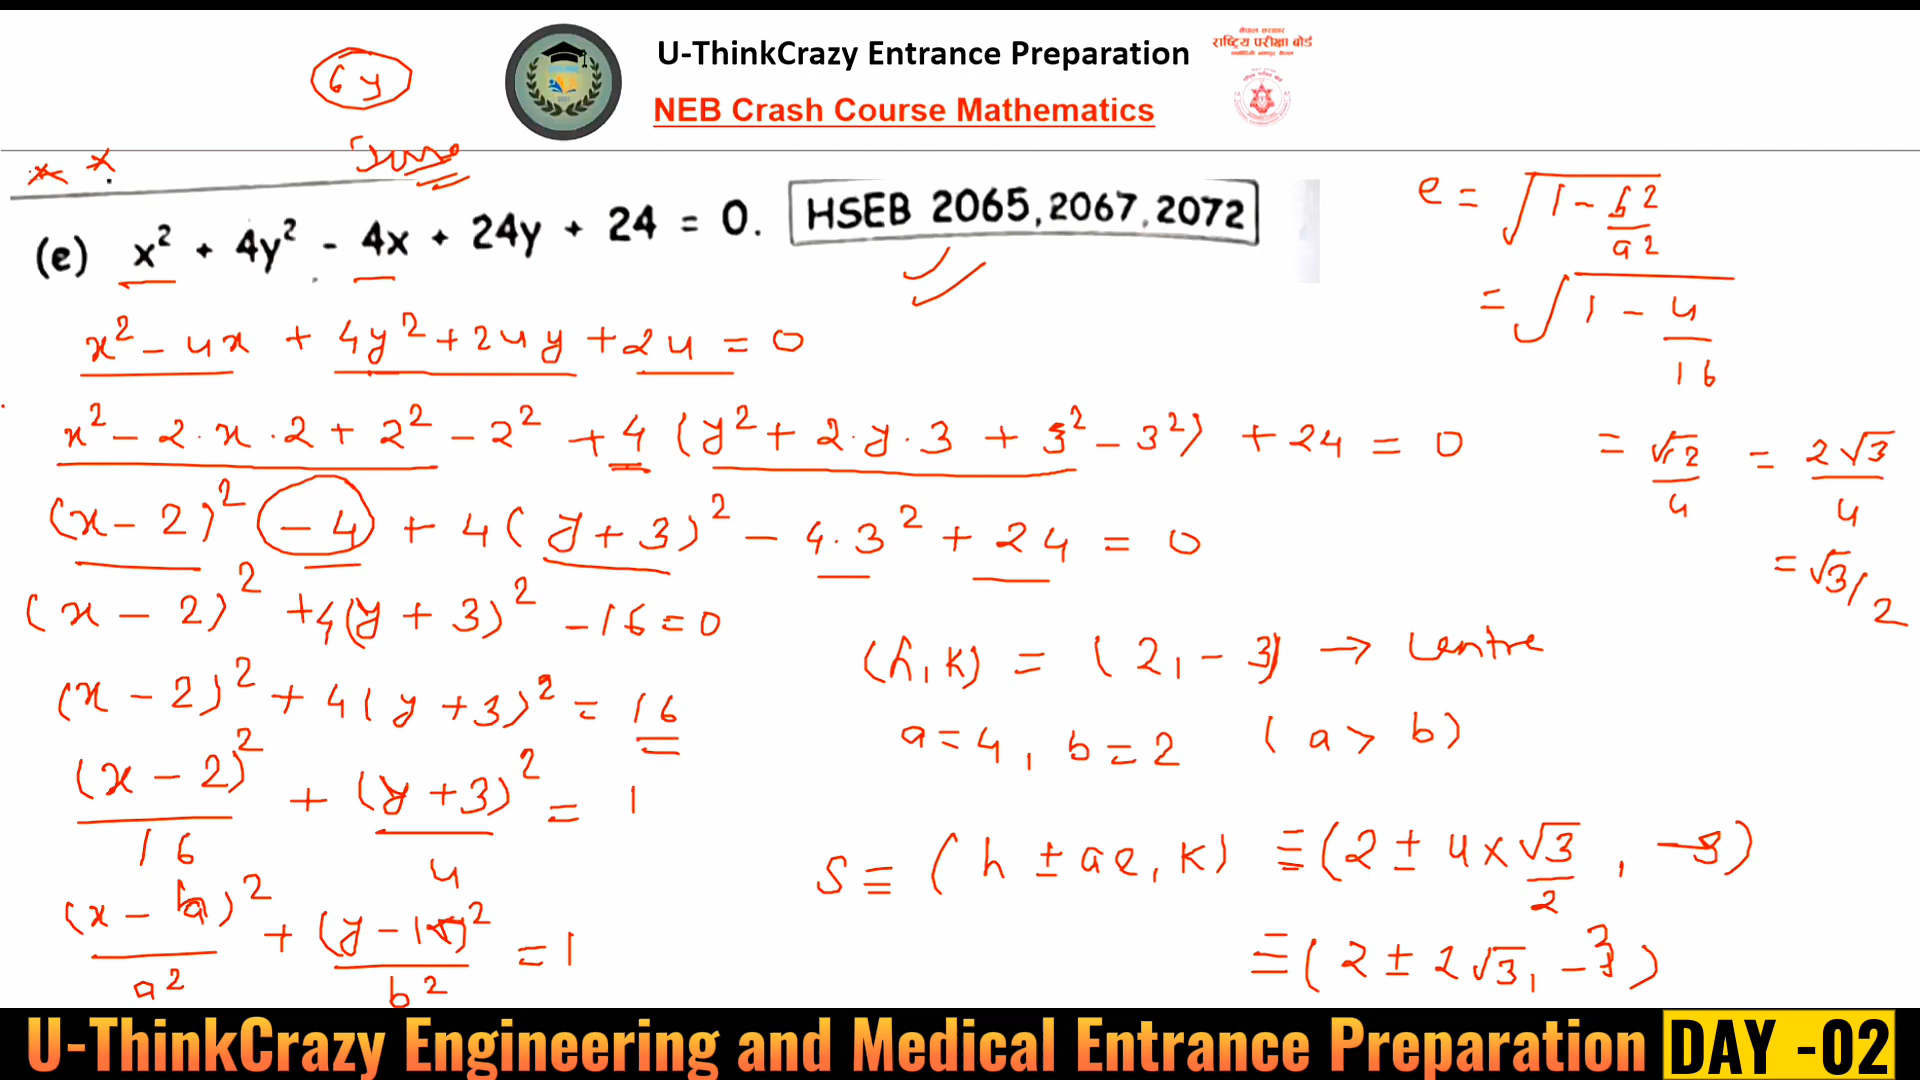 6y
U-ThinkCrazy Entrance Preparation
NEB Crash Course Mathematics
नेपाल सरकार
राष्ट्रिय परीक्षा बोर्ड
(e) x² + 4y² - 4x + 24y + 24 = 0. HSEB 2065, 2067, 2072
x² - 4x + 4y² + 24y + 24 = 0
x² - 2·x·2 + 2² - 2² + 4 (y² + 2·y·3 + 3² - 3²) + 24 = 0
(x - 2)² - 4 + 4(y + 3)² - 4·3² + 24 = 0
(x - 2)² + 4(y + 3)² - 16 = 0
(x - 2)² + 4(y + 3)² = 16
(x - 2)²/16 + (y + 3)²/4 = 1
(x - h)²/a² + (y - k)²/b² = 1
e = √(1 - b²/a²)
= √(1 - 4/16)
= √12/4 = 2√3/4
= √3/2
(h, k) = (2, -3) → centre
a = 4, b = 2 (a > b)
S ≡ (h ± ae, k) ≡ (2 ± 4 × √3/2, -3)
≡ (2 ± 2√3, -3)
U-ThinkCrazy Engineering and Medical Entrance Preparation DAY -02